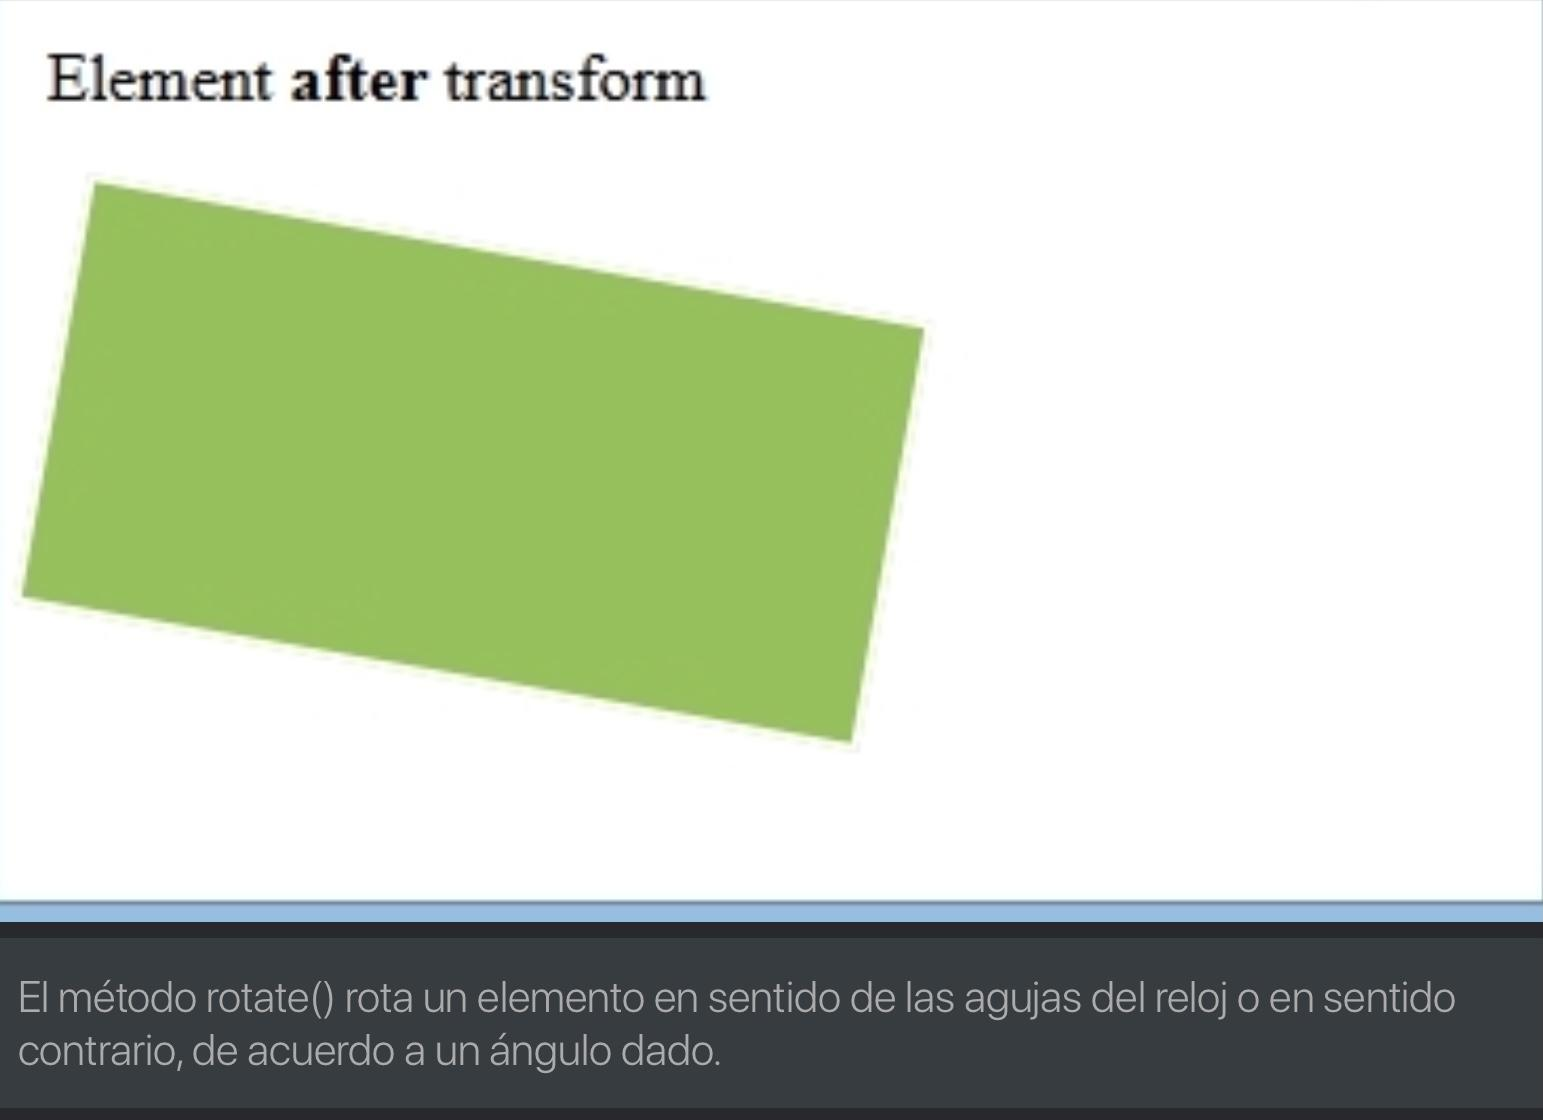 Element after transform
El método rotate() rota un elemento en sentido de las agujas del reloj o en sentido
contrario, de acuerdo a un ángulo dado.